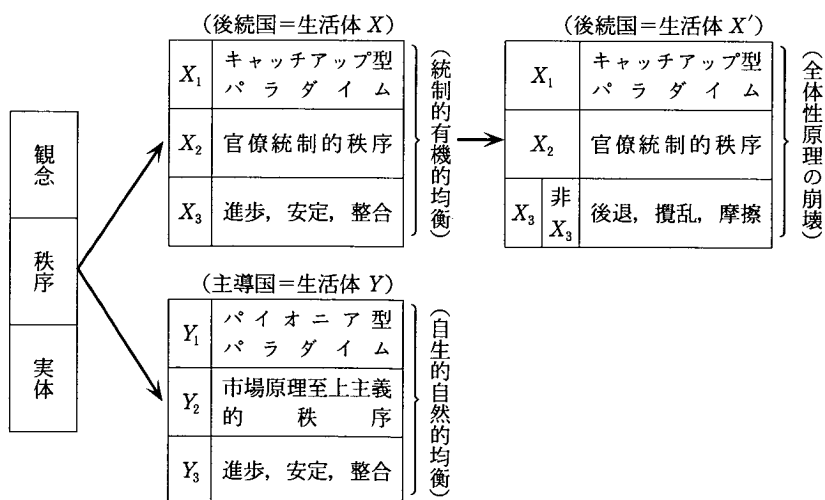 (後続国＝生活体 X)
X₁
キャッチアップ型
パラダイム
X₂
官僚統制的秩序
X₃
進歩，安定，整合
(統制的有機的均衡)
(後続国＝生活体 X′)
X₁
キャッチアップ型
パラダイム
X₂
官僚統制的秩序
X₃
非X₃
後退，攪乱，摩擦
(全体性原理の崩壊)
観念
秩序
実体
(主導国＝生活体 Y)
Y₁
パイオニア型
パラダイム
Y₂
市場原理至上主義
的秩序
Y₃
進歩，安定，整合
(自生的自然的均衡)